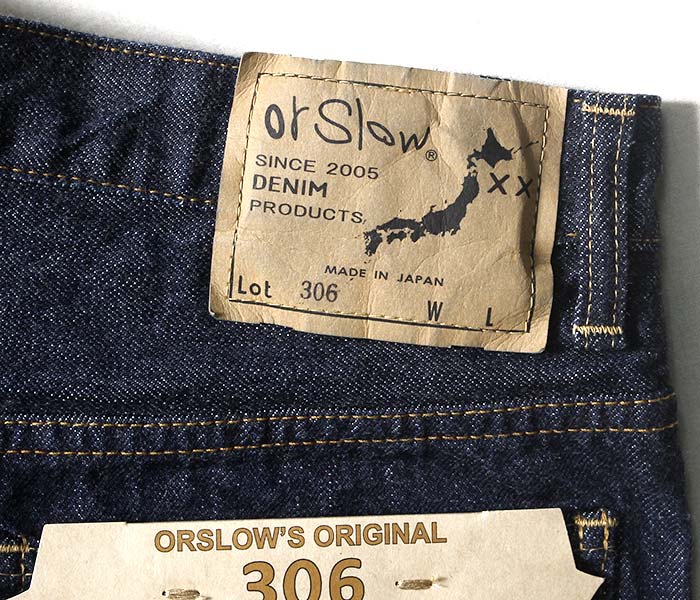 orSlow®
SINCE 2005
DENIM
PRODUCTS,
XX
MADE IN JAPAN
Lot 306 W L
ORSLOW'S ORIGINAL
306